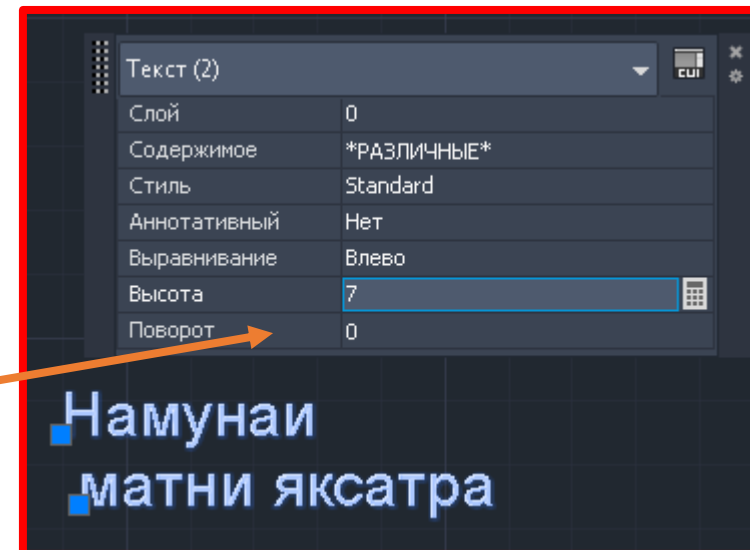 Текст (2)
CUI
Слой 0
Содержимое *РАЗЛИЧНЫЕ*
Стиль Standard
Аннотативный Нет
Выравнивание Влево
Высота 7
Поворот 0
Намунаи
матни яксатра